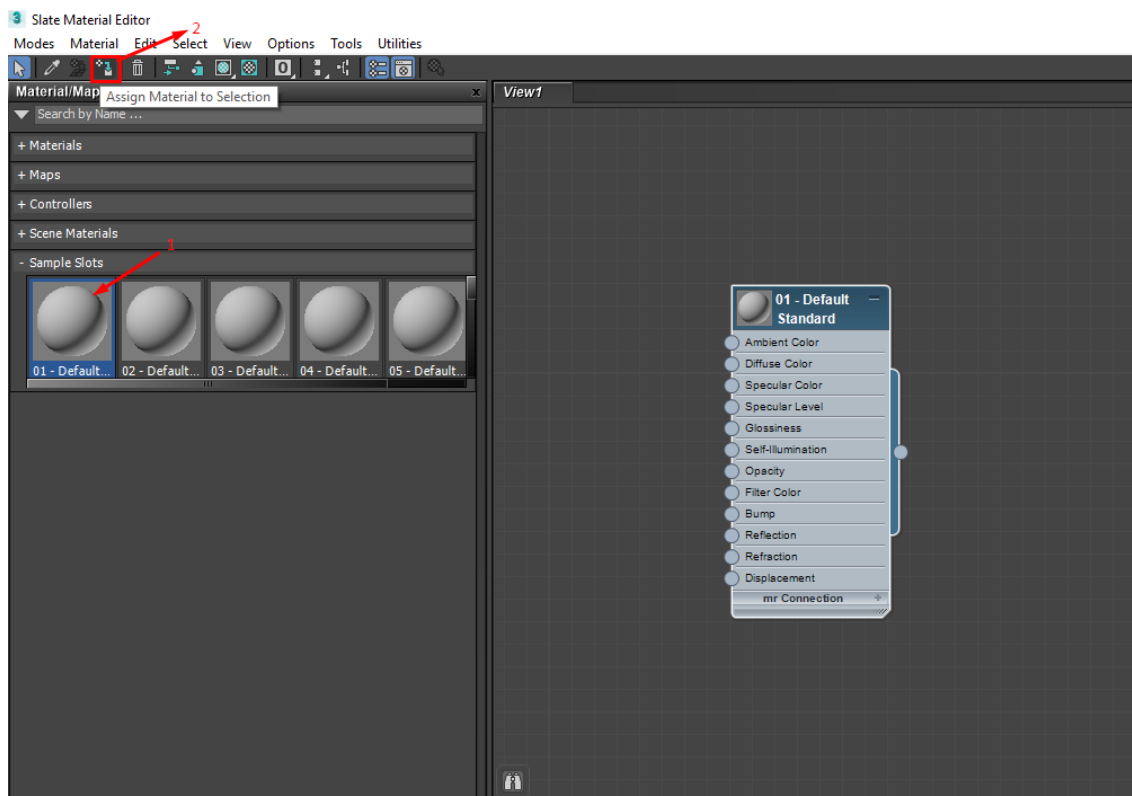 3 Slate Material Editor
2
Modes Material Edit Select View Options Tools Utilities
0
Material/Map
Assign Material to Selection
x
View1
Search by Name ...
+ Materials
+ Maps
+ Controllers
+ Scene Materials
1
- Sample Slots
01 - Default... 02 - Default... 03 - Default... 04 - Default... 05 - Default...
01 - Default
Standard
Ambient Color
Diffuse Color
Specular Color
Specular Level
Glossiness
Self-Illumination
Opacity
Filter Color
Bump
Reflection
Refraction
Displacement
mr Connection +